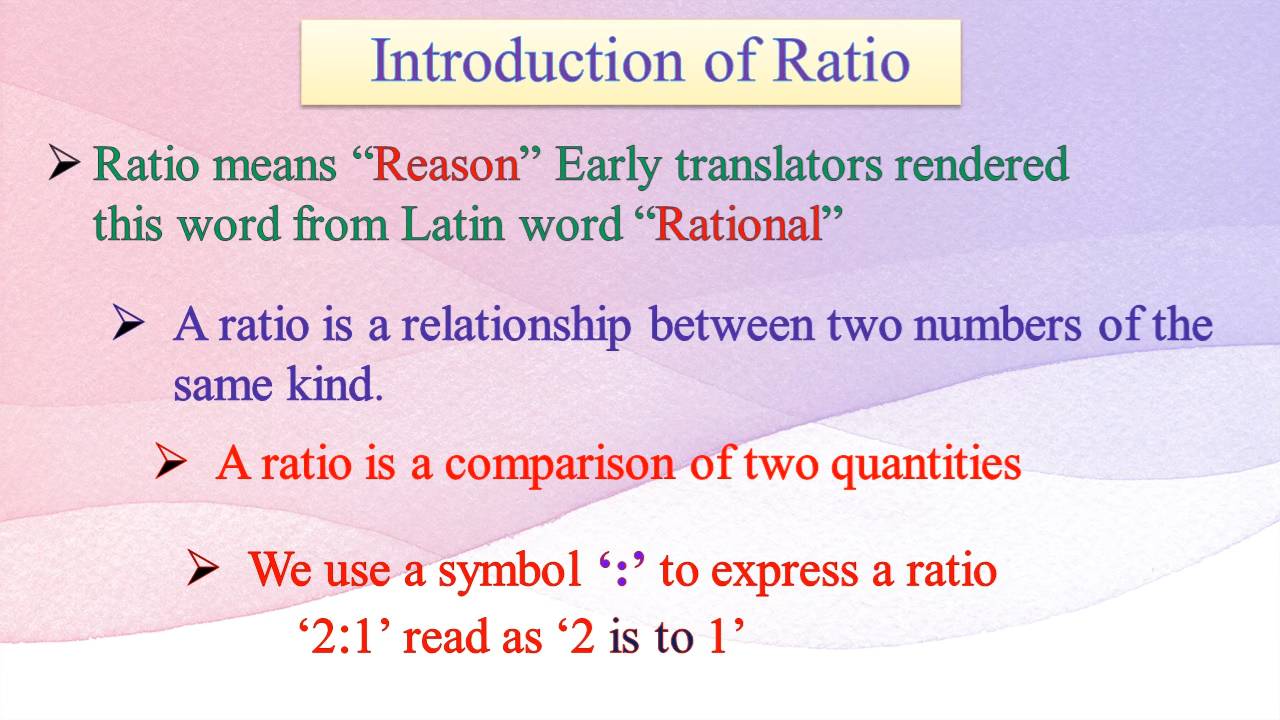 Introduction of Ratio
Ratio means “Reason” Early translators rendered
this word from Latin word “Rational”
A ratio is a relationship between two numbers of the
same kind.
A ratio is a comparison of two quantities
We use a symbol ‘:’ to express a ratio
‘2:1’ read as ‘2 is to 1’